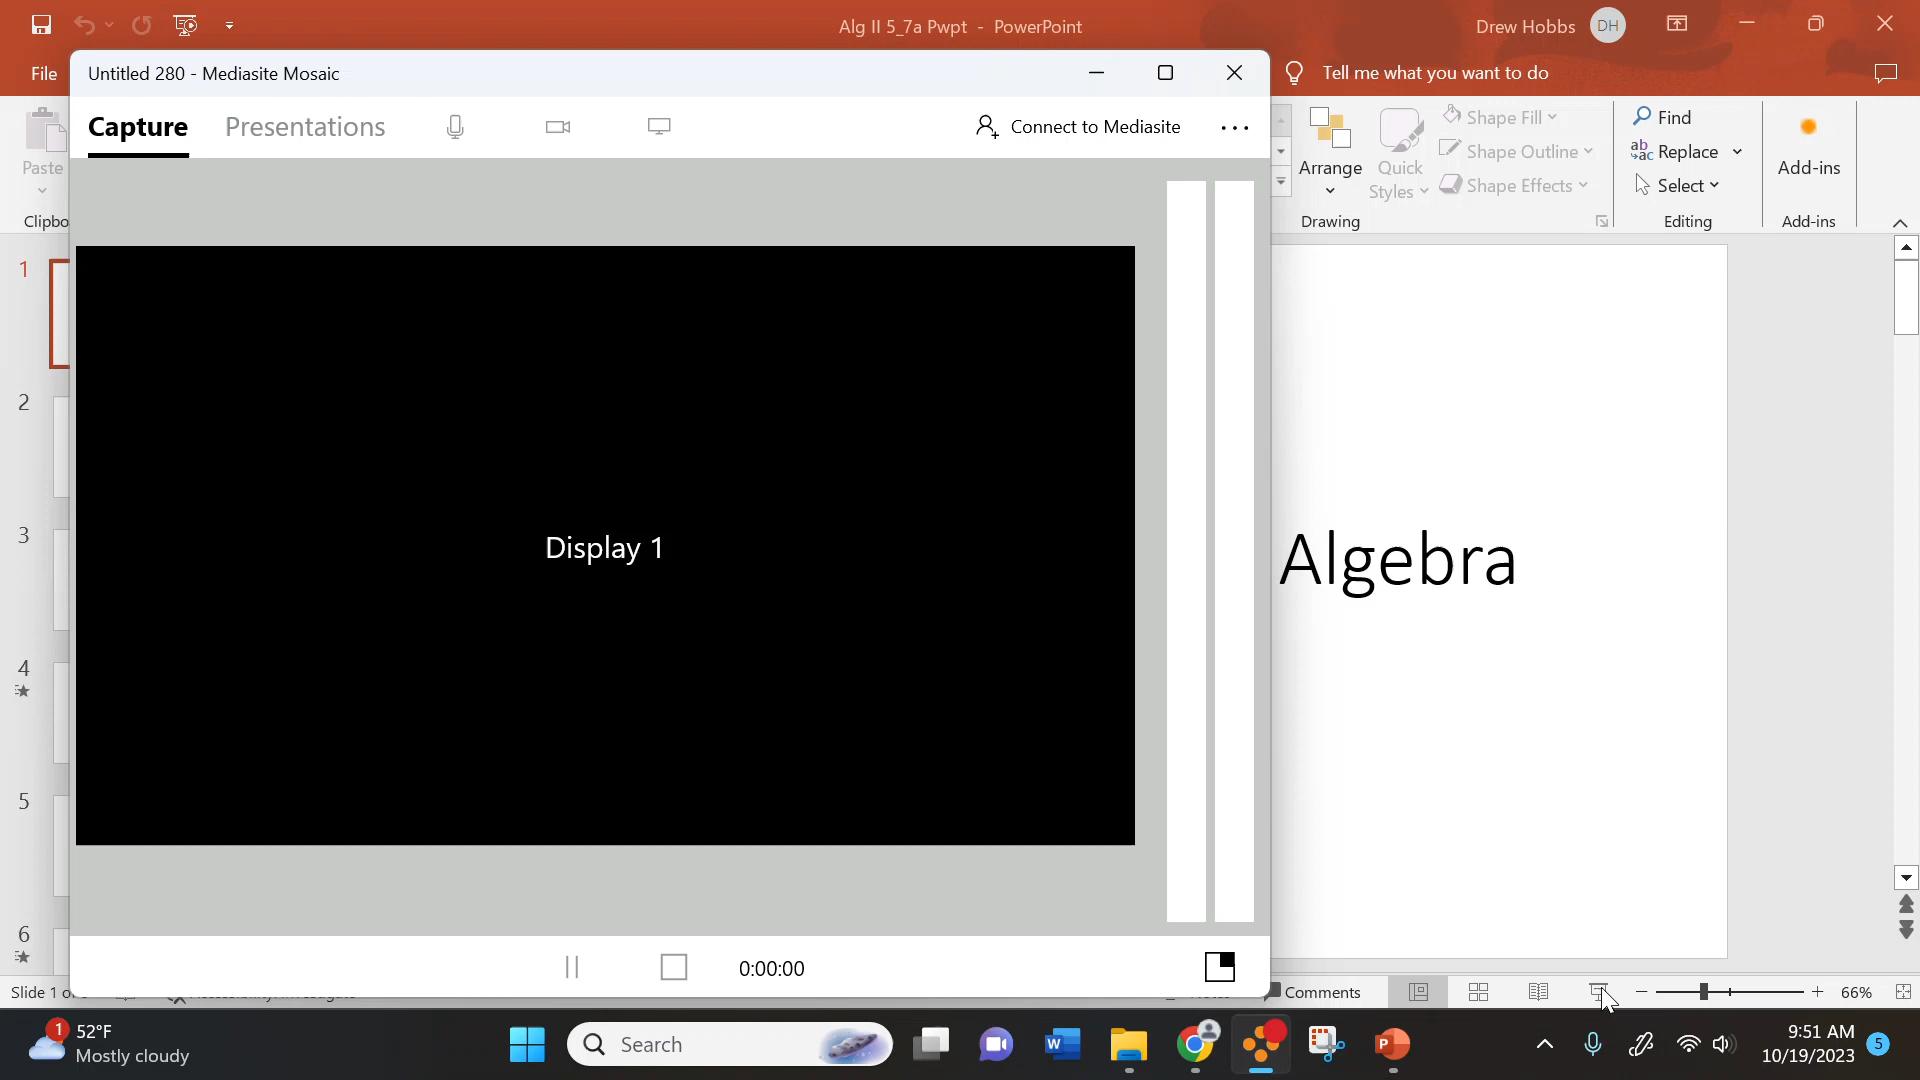 Alg II 5_7a Pwpt - PowerPoint
Drew Hobbs DH
File
Tell me what you want to do
Untitled 280 - Mediasite Mosaic
Capture Presentations
Connect to Mediasite
Paste
Clipbo
Arrange
Quick Styles
Shape Fill
Shape Outline
Shape Effects
Drawing
Find
Replace
Select
Editing
Add-ins
Add-ins
1
2
3
4
5
6
Display 1
Algebra
0:00:00
Slide 1 of
Comments
66%
1
52°F
Mostly cloudy
Search
9:51 AM
10/19/2023
5